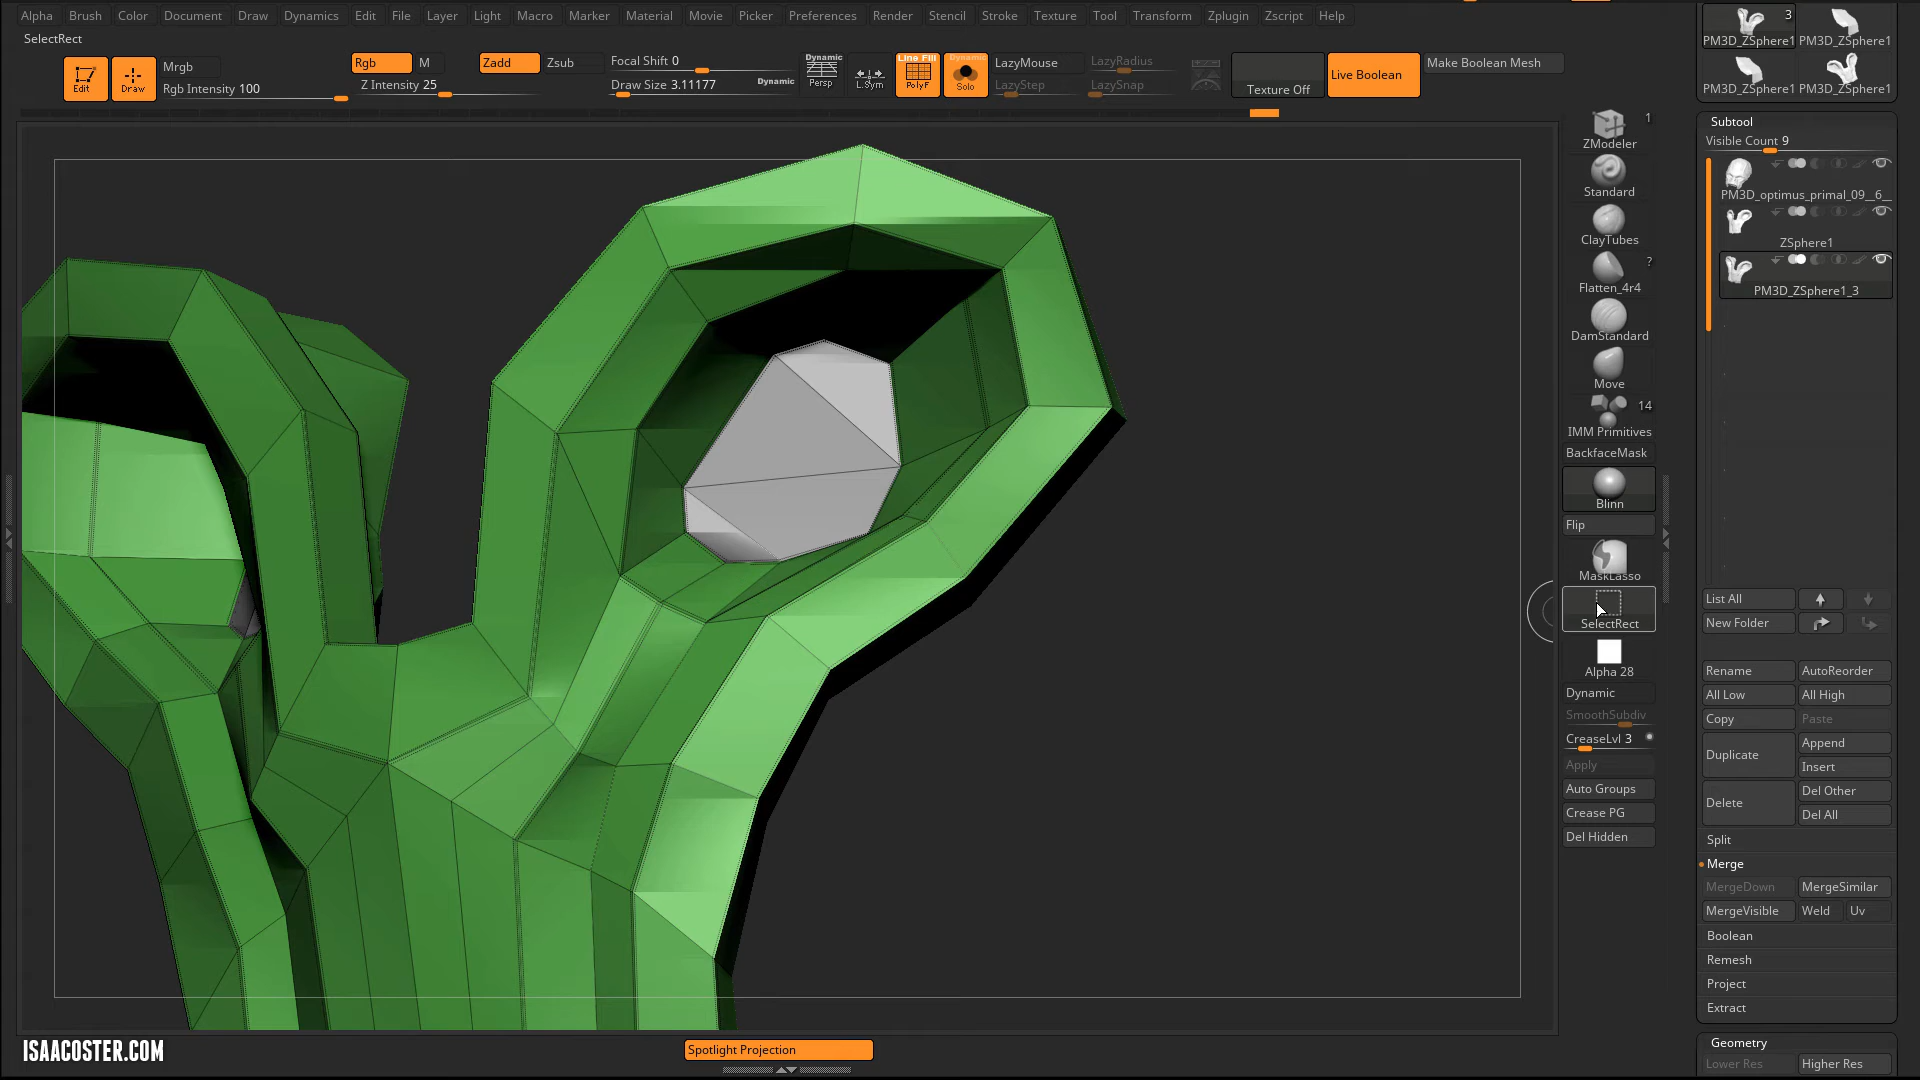 Alpha Brush Color Document Draw Dynamics Edit File Layer Light Macro Marker Material Movie Picker Preferences Render Stencil Stroke Texture Tool Transform Zplugin Zscript Help
SelectRect
Edit
Draw
Mrgb
Rgb Intensity 100
Rgb
M
Z Intensity 25
Zadd
Zsub
Focal Shift 0
Draw Size 3.11177
Dynamic
Dynamic
Persp
L.Sym
Line Fill
PolyF
Dynamic
Solo
LazyMouse
LazyStep
LazyRadius
LazySnap
Texture Off
Live Boolean
Make Boolean Mesh
1
ZModeler
Standard
ClayTubes
?
Flatten_4r4
DamStandard
Move
14
IMM Primitives
BackfaceMask
Blinn
Flip
MaskLasso
SelectRect
Alpha 28
Dynamic
SmoothSubdiv
CreaseLvl 3
Apply
Auto Groups
Crease PG
Del Hidden
3
PM3D_ZSphere1 PM3D_ZSphere1
PM3D_ZSphere1 PM3D_ZSphere1
Subtool
Visible Count 9
PM3D_optimus_primal_09__6_
ZSphere1
PM3D_ZSphere1_3
List All
New Folder
Rename AutoReorder
All Low All High
Copy Paste
Duplicate
Append
Insert
Delete
Del Other
Del All
Split
Merge
MergeDown MergeSimilar
MergeVisible Weld Uv
Boolean
Remesh
Project
Extract
Geometry
Lower Res Higher Res
ISAACOSTER.COM
Spotlight Projection